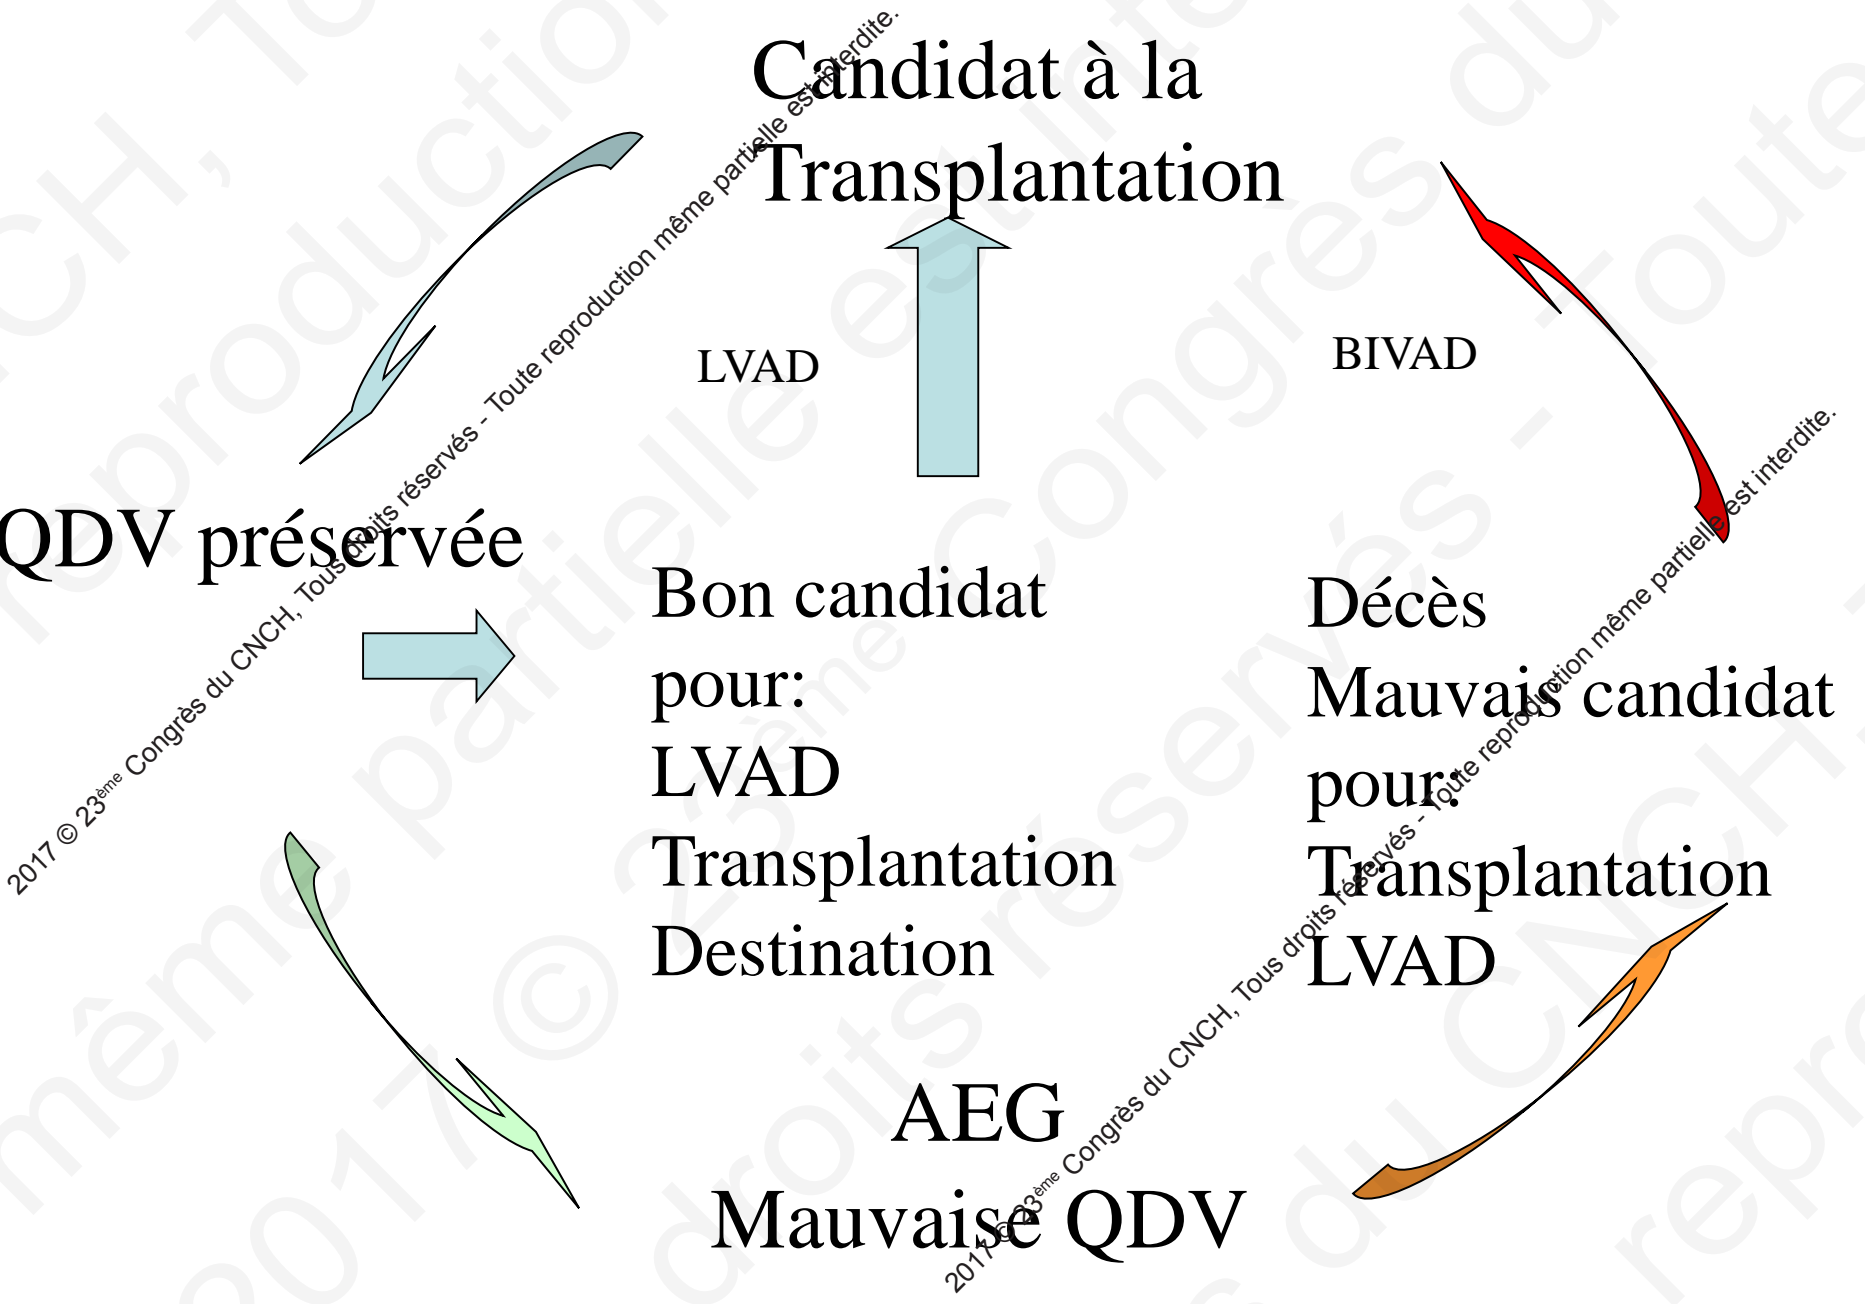 Candidat à la
Transplantation
LVAD
BIVAD
QDV préservée
Bon candidat
pour:
LVAD
Transplantation
Destination
Décès
Mauvais candidat
pour:
Transplantation
LVAD
AEG
Mauvaise QDV
2017 © 23ème Congrès du CNCH, Tous droits réservés - Toute reproduction même partielle est interdite.
2017 © 23ème Congrès du CNCH, Tous droits réservés - Toute reproduction même partielle est interdite.